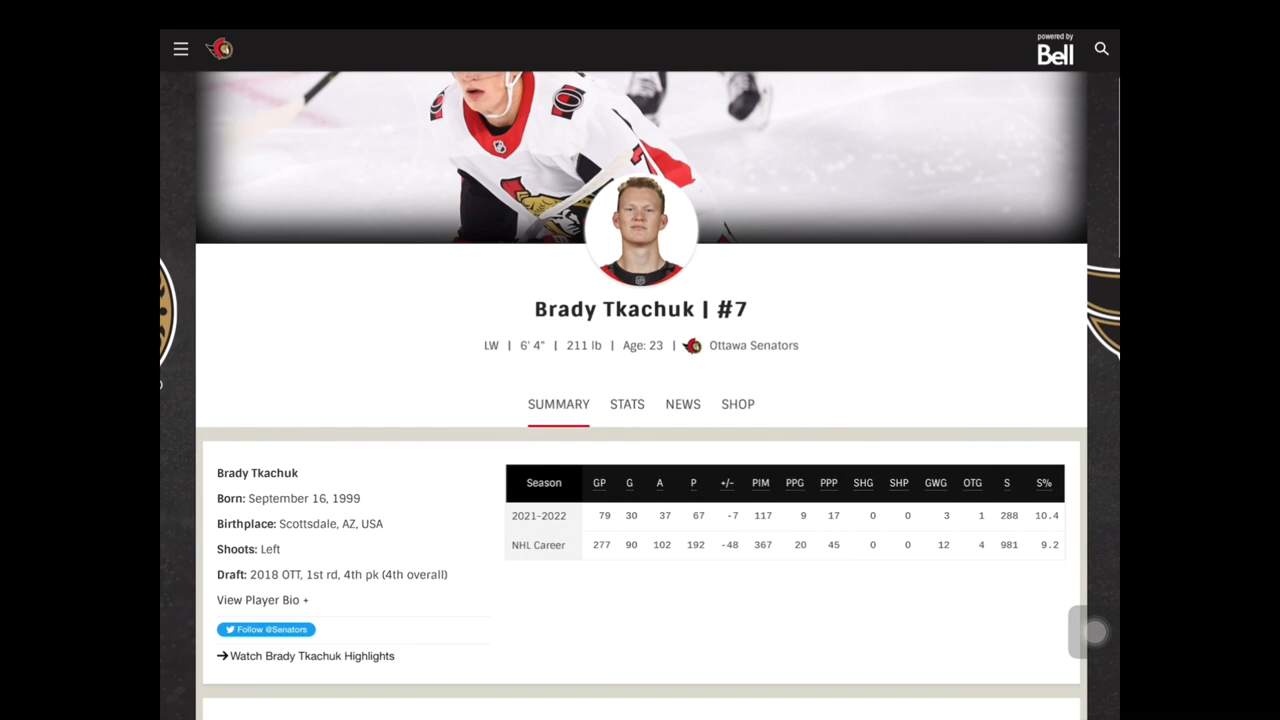 powered by
Bell
Brady Tkachuk | #7
LW | 6' 4" | 211 lb | Age: 23 | Ottawa Senators
SUMMARY STATS NEWS SHOP
Brady Tkachuk
Born: September 16, 1999
Birthplace: Scottsdale, AZ, USA
Shoots: Left
Draft: 2018 OTT, 1st rd, 4th pk (4th overall)
View Player Bio +
Follow @Senators
Watch Brady Tkachuk Highlights
Season GP G A P +/- PIM PPG PPP SHG SHP GWG OTG S S%
2021-2022 79 30 37 67 -7 117 9 17 0 0 3 1 288 10.4
NHL Career 277 90 102 192 -48 367 20 45 0 0 12 4 981 9.2